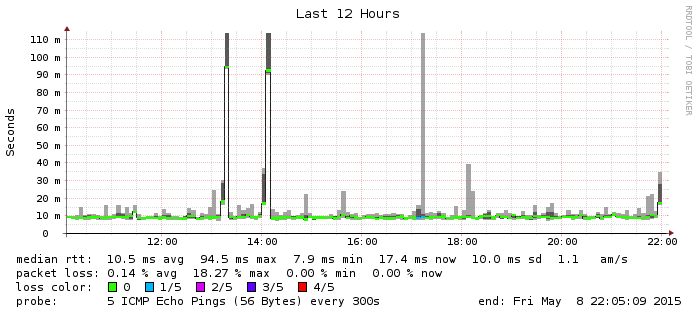 Last 12 Hours
RRDTOOL / TOBI OETIKER
Seconds
110 m
100 m
90 m
80 m
70 m
60 m
50 m
40 m
30 m
20 m
10 m
0
12:00 14:00 16:00 18:00 20:00 22:00
median rtt: 10.5 ms avg 94.5 ms max 7.9 ms min 17.4 ms now 10.0 ms sd 1.1 am/s
packet loss: 0.14 % avg 18.27 % max 0.00 % min 0.00 % now
loss color: 0 1/5 2/5 3/5 4/5
probe: 5 ICMP Echo Pings (56 Bytes) every 300s end: Fri May 8 22:05:09 2015